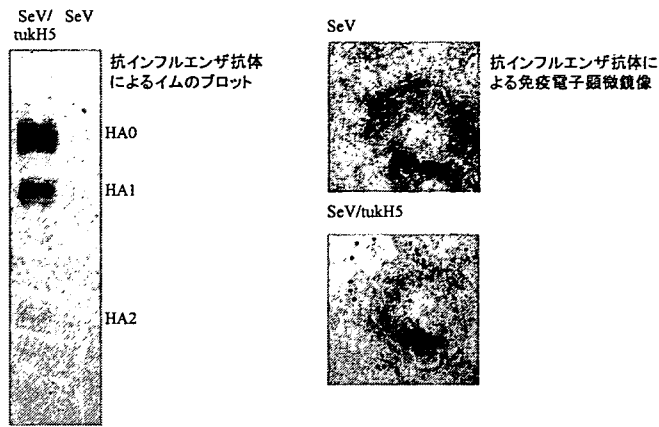 SeV/ SeV
tukH5
抗インフルエンザ抗体
によるイムのブロット
HA0
HA1
HA2
SeV
抗インフルエンザ抗体に
よる免疫電子顕微鏡像
SeV/tukH5